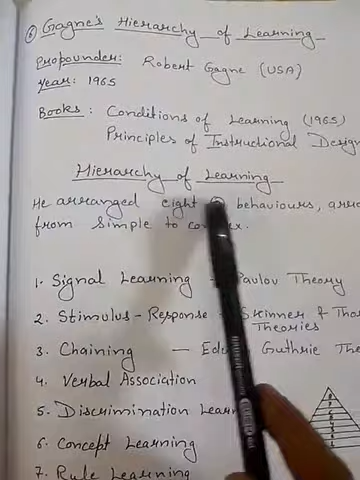 ⑥ Gagne's Hierarchy of Learning
Propounder: Robert Gagne (USA)
Year: 1965
Books: Conditions of Learning (1965)
Principles of Instructional Design
Hierarchy of Learning
He arranged eight behaviours,
from simple to
1. Signal Learning Pavlov Theory
2. Stimulus - Response Skinner &
Theories
3. Chaining — Guthrie
4. Verbal Association
5. Discrimination
6. Concept Learning
7. Rule Learning